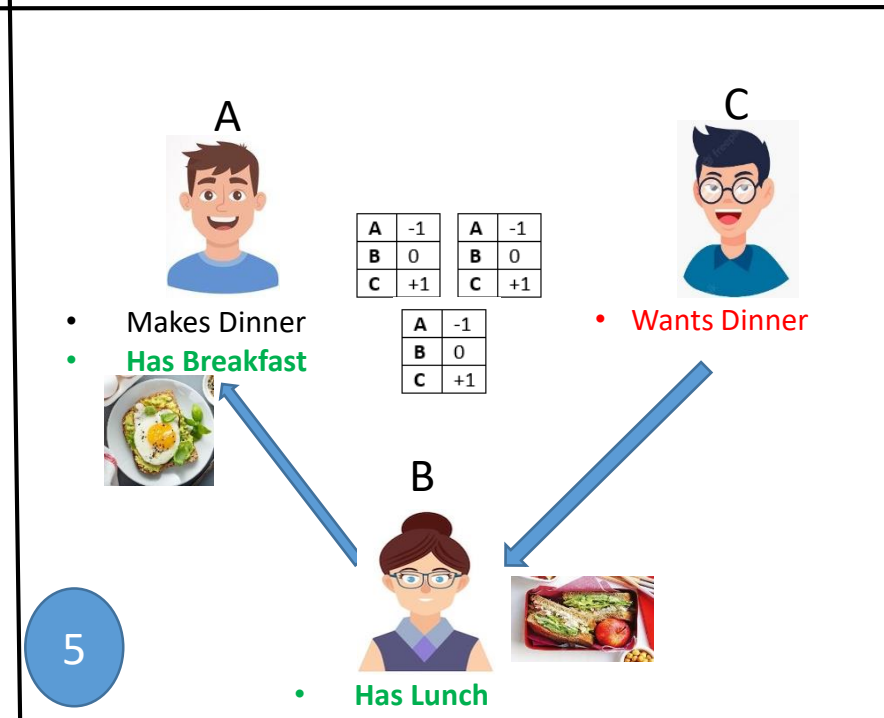 A
C
A -1
B 0
C +1
A -1
B 0
C +1
A -1
B 0
C +1
• Makes Dinner
• Has Breakfast
• Wants Dinner
B
5
• Has Lunch